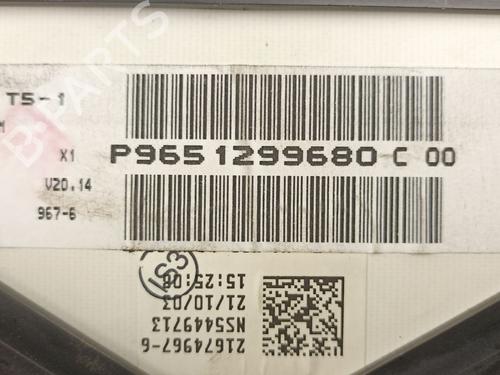 T5-1
M
X1
P9651299680 C 00
V20.14
967-6
21674967-6
NS5449713
21/10/03
15:25:08
ES1
B-PARTS